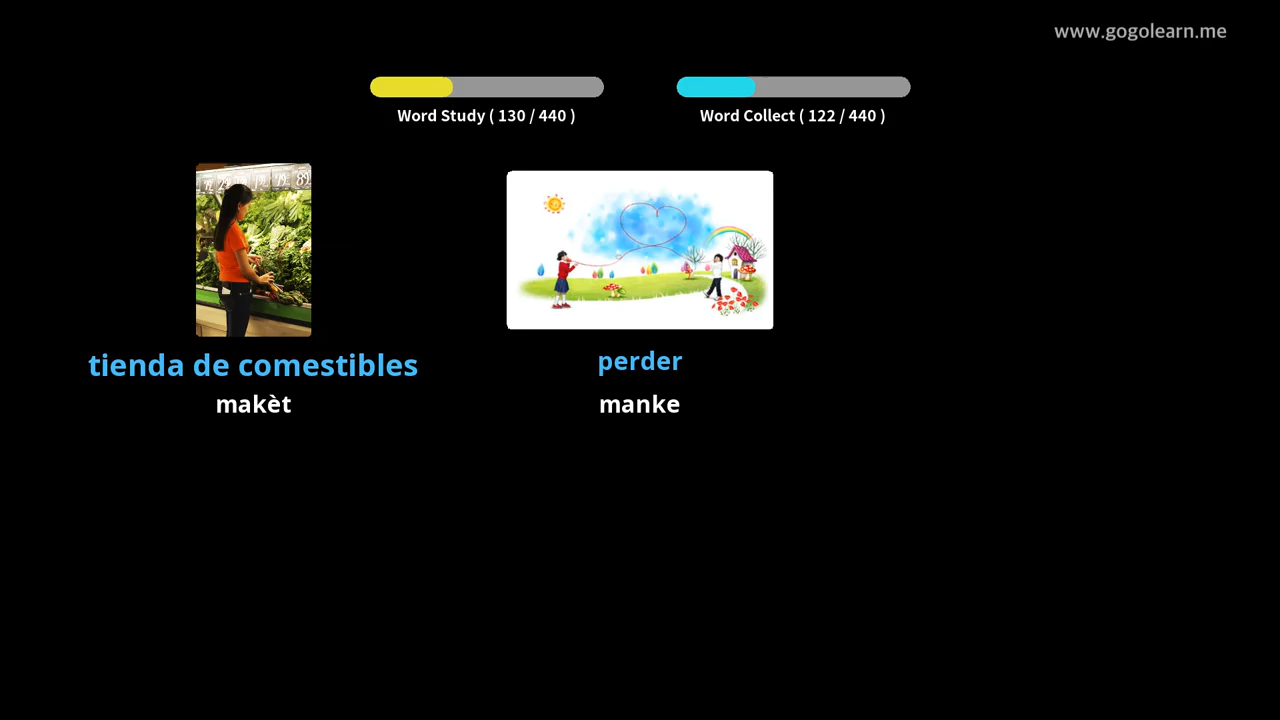 www.gogolearn.me
Word Study ( 130 / 440 )
Word Collect ( 122 / 440 )
tienda de comestibles
makèt
perder
manke